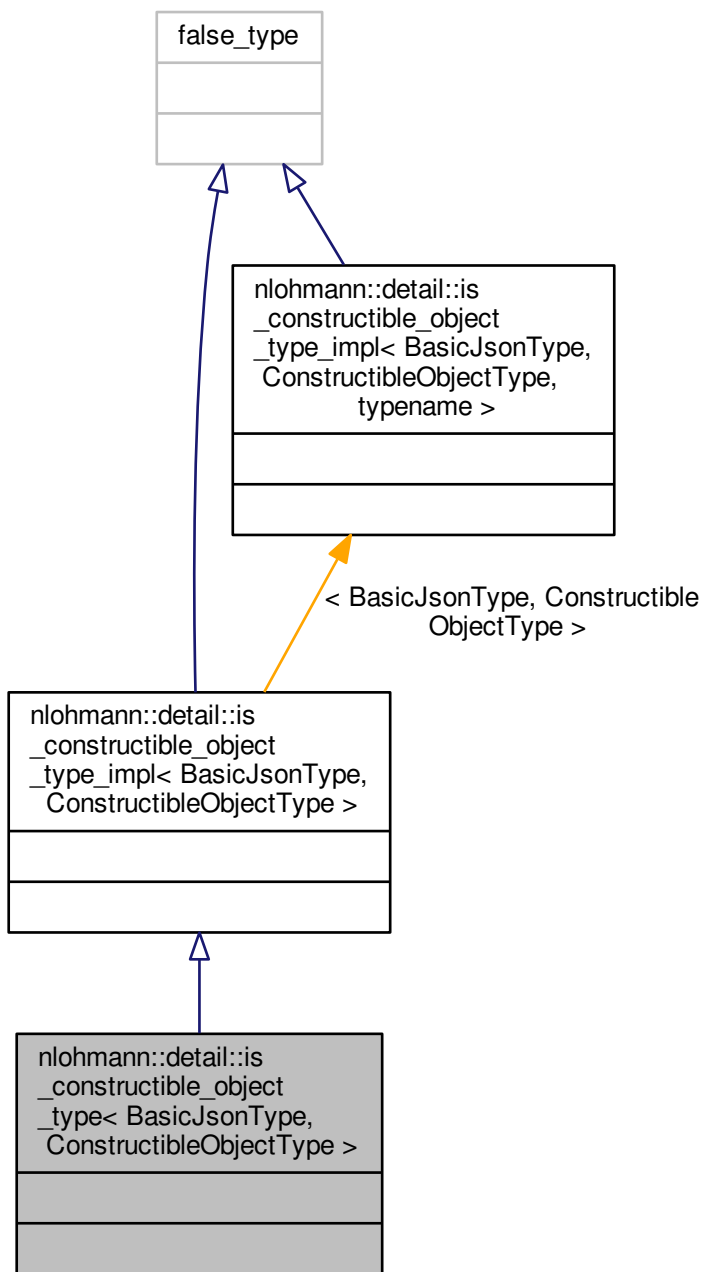 false_type
nlohmann::detail::is
_constructible_object
_type_impl< BasicJsonType,
ConstructibleObjectType,
typename >
< BasicJsonType, Constructible
ObjectType >
nlohmann::detail::is
_constructible_object
_type_impl< BasicJsonType,
ConstructibleObjectType >
nlohmann::detail::is
_constructible_object
_type< BasicJsonType,
ConstructibleObjectType >